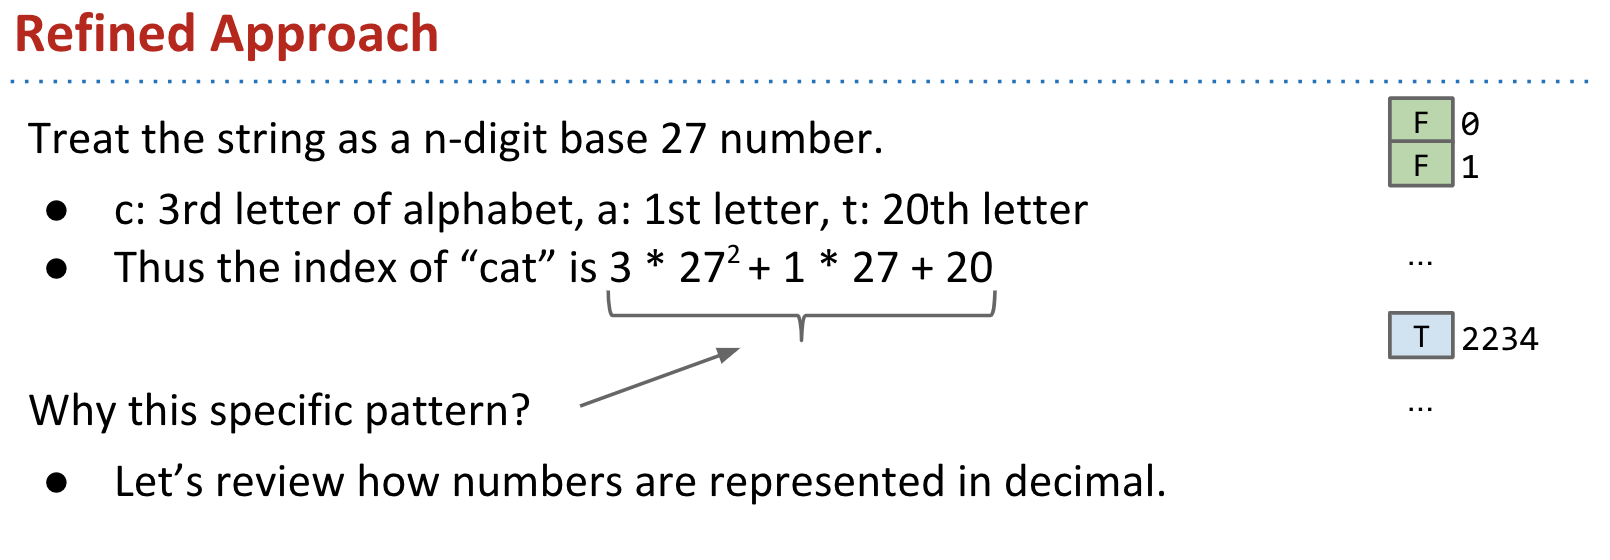 Refined Approach
Treat the string as a n-digit base 27 number.
● c: 3rd letter of alphabet, a: 1st letter, t: 20th letter
● Thus the index of “cat” is 3 * 27² + 1 * 27 + 20
Why this specific pattern?
● Let’s review how numbers are represented in decimal.
F 0
F 1
...
T 2234
...